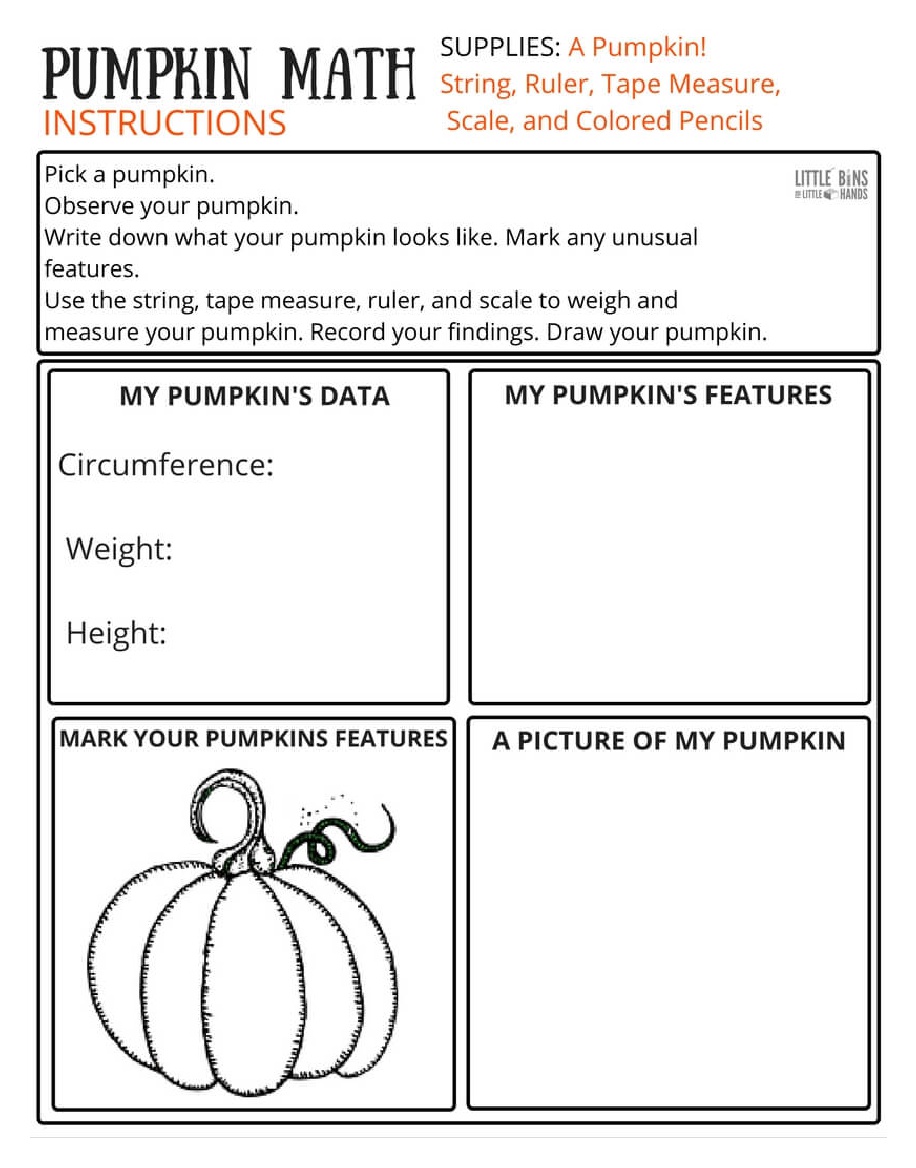 PUMPKIN MATH
INSTRUCTIONS
SUPPLIES: A Pumpkin!
String, Ruler, Tape Measure,
Scale, and Colored Pencils
Pick a pumpkin.
Observe your pumpkin.
Write down what your pumpkin looks like. Mark any unusual
features.
Use the string, tape measure, ruler, and scale to weigh and
measure your pumpkin. Record your findings. Draw your pumpkin.
LITTLE BiNS
LITTLE HANDS
MY PUMPKIN'S DATA
Circumference:
Weight:
Height:
MY PUMPKIN'S FEATURES
MARK YOUR PUMPKINS FEATURES
A PICTURE OF MY PUMPKIN